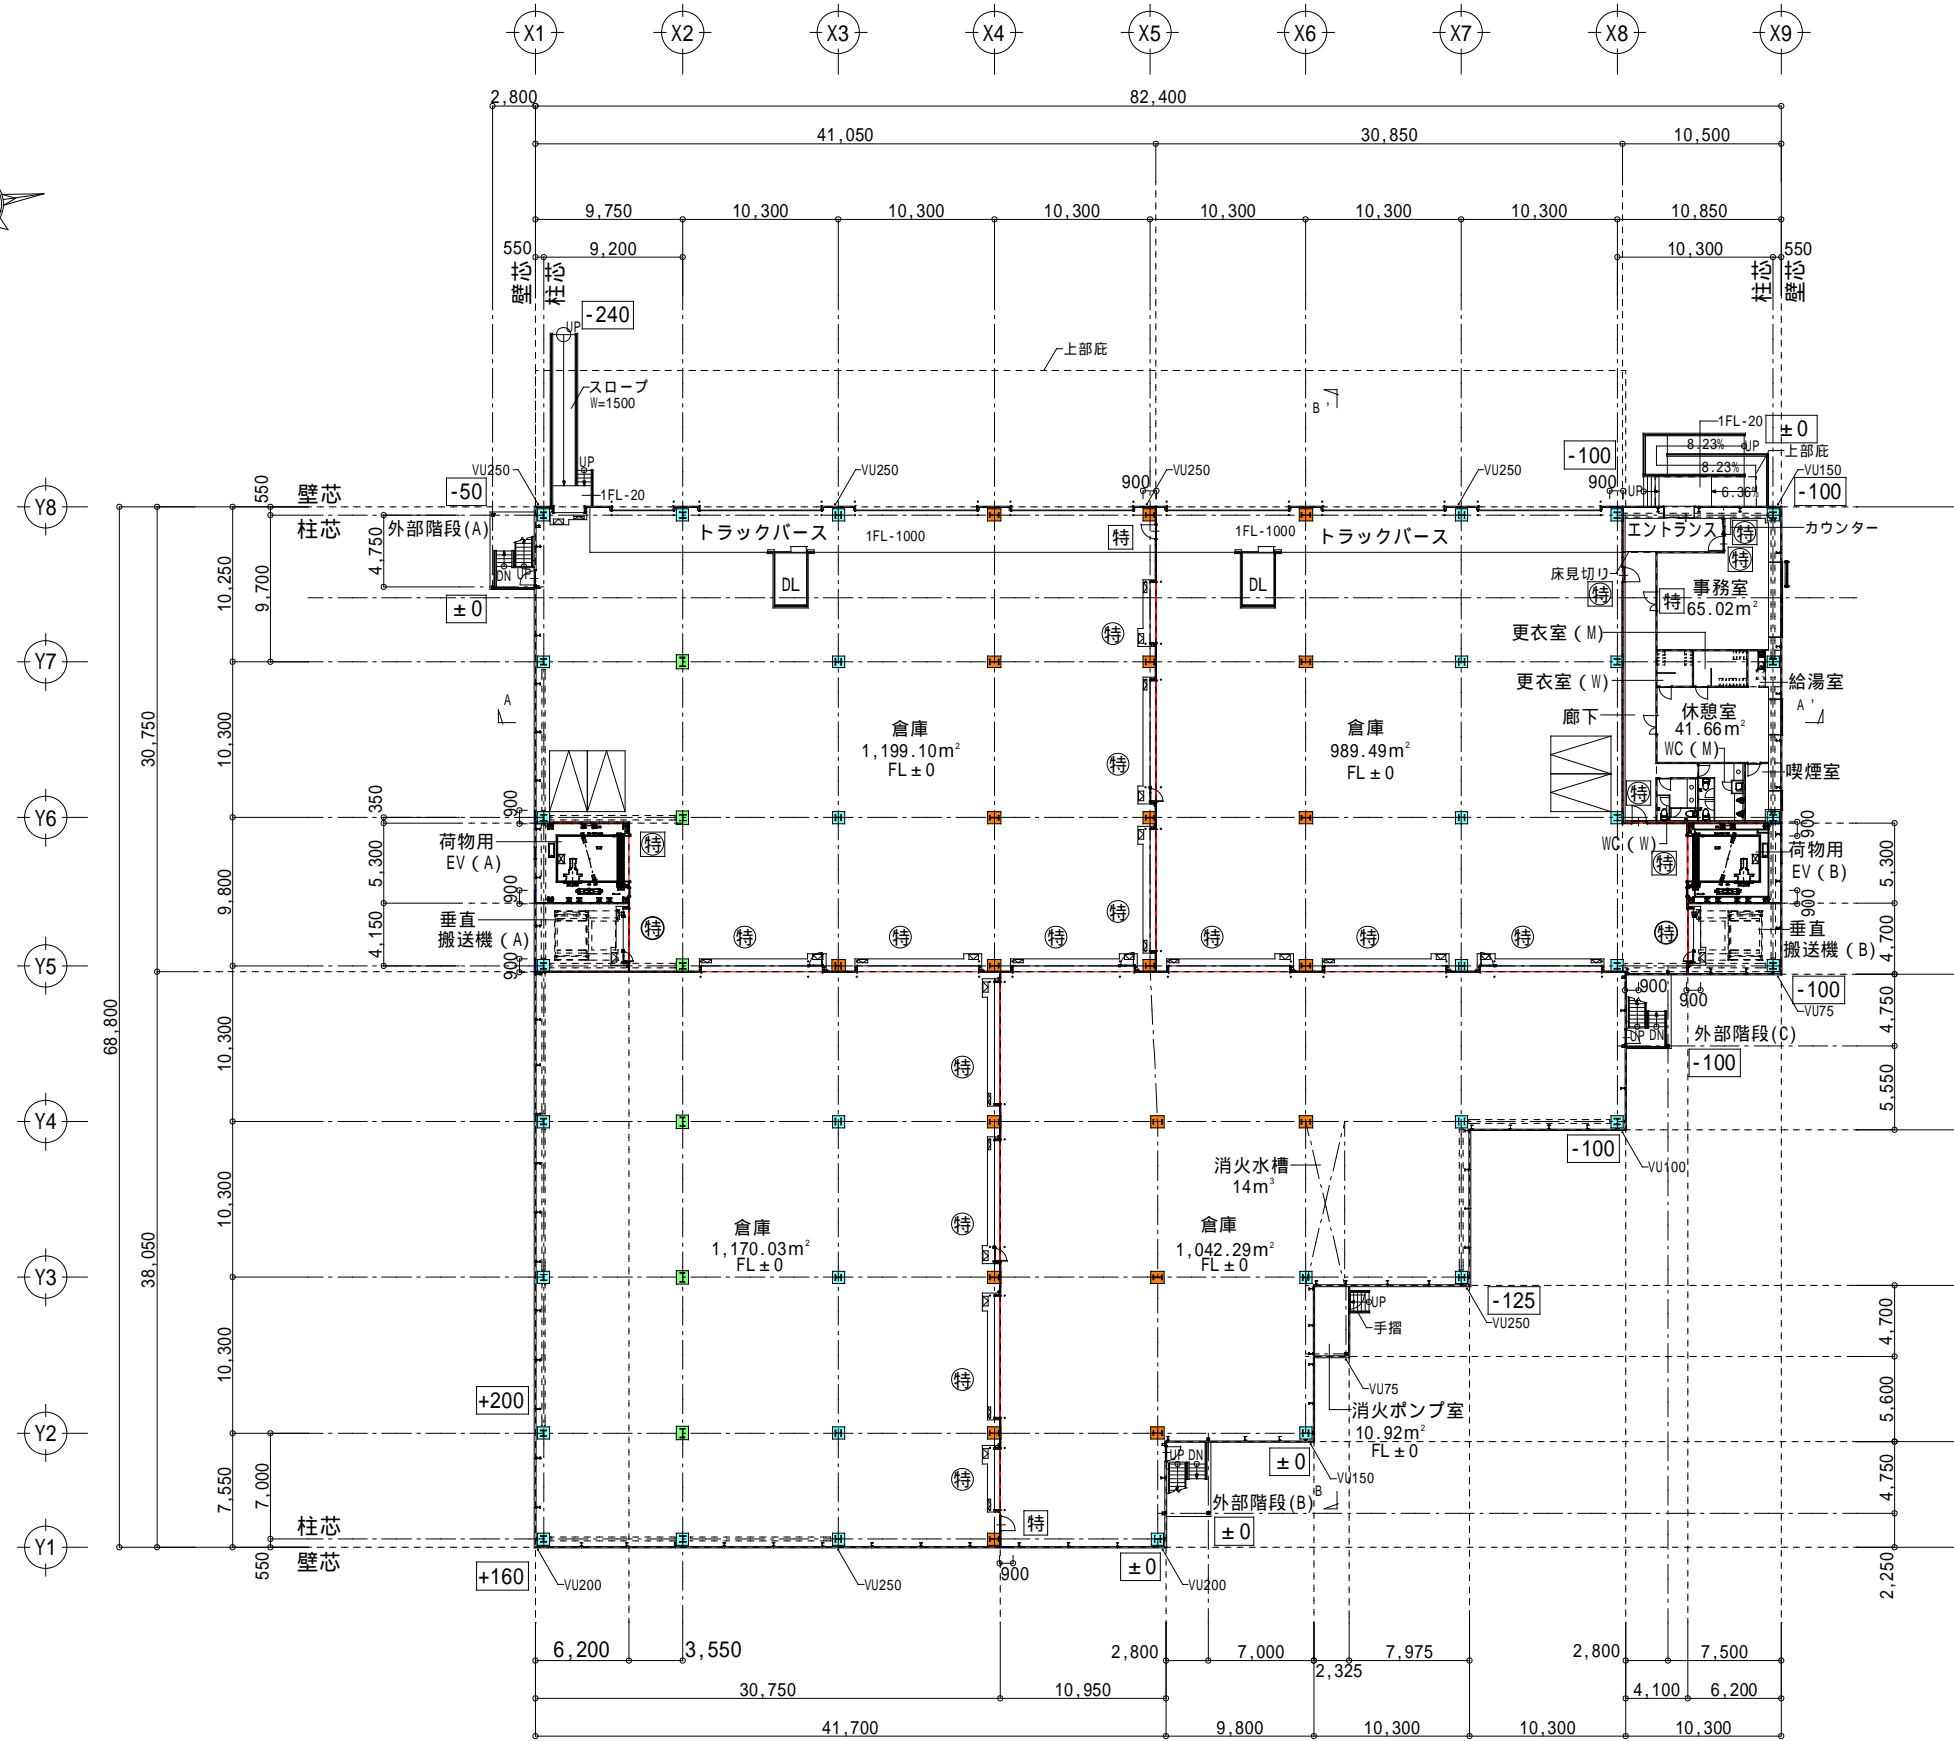 X1 X2 X3 X4 X5 X6 X7 X8 X9
2,800 82,400
41,050 30,850 10,500
9,750 10,300 10,300 10,300 10,300 10,300 10,300 10,850
550 9,200 10,300 550
壁芯 柱芯 柱芯 壁芯
-240
UP
上部庇
スロープ
W=1500
B'
1FL-20 ±0
8.23% UP
上部庇
-100
8.23%
VU250 UP VU250 VU250 VU250 VU150
-50 1FL-20 900 900 UP 6.36% -100
Y8 550 壁芯
柱芯 外部階段(A) トラックバース 1FL-1000 特 1FL-1000 トラックバース エントランス 特 カウンター
4,750 DN UP DL DL 床見切り 特
10,250 9,700 ±0 特 特 事務室
65.02m²
特 更衣室(M)
Y7
更衣室(W) 給湯室
A 廊下 休憩室 A'
41.66m²
倉庫 倉庫
1,199.10m² 989.49m²
FL±0 FL±0
WC(M)
特 喫煙室
30,750 10,300 特
Y6 350 900 900
荷物用 特 WC(W) 特 荷物用
EV(A) EV(B)
5,300 5,300
9,800 900 900
垂直 特 特 特 垂直
搬送機(A) 特 特 特 特 特 特 搬送機(B)
4,150 4,700
Y5 900
900 900 -100
VU75
68,800 10,300 特 UP DN 外部階段(C) 4,750
-100
5,550
Y4
-100
VU100
消火水槽
14m³
10,300 倉庫 特 倉庫
1,170.03m² 1,042.29m²
FL±0 FL±0
38,050
Y3
-125
UP
VU250
手摺 4,700
10,300 特
VU75
+200 消火ポンプ室 5,600
10.92m²
FL±0
Y2
UP DN ±0
VU150
7,550 7,000 特 4,750
外部階段(B) B
柱芯 特 ±0
Y1
壁芯
550 +160 VU200 VU250 900 ±0 VU200 2,250
6,200 3,550 2,800 7,000 2,325 7,975 2,800 7,500
30,750 10,950 4,100 6,200
41,700 9,800 10,300 10,300 10,300